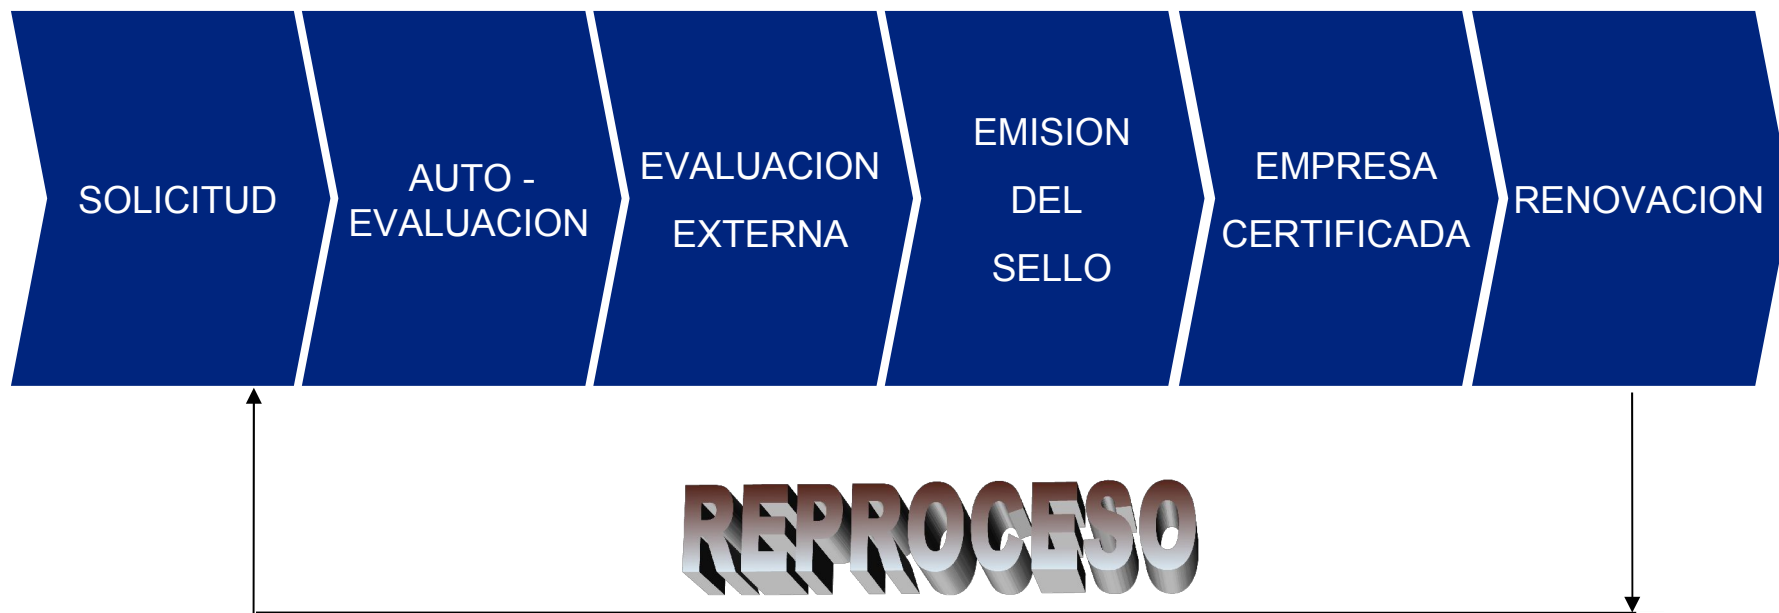 SOLICITUD
AUTO -
EVALUACION
EVALUACION
EXTERNA
EMISION
DEL
SELLO
EMPRESA
CERTIFICADA
RENOVACION
REPROCESO